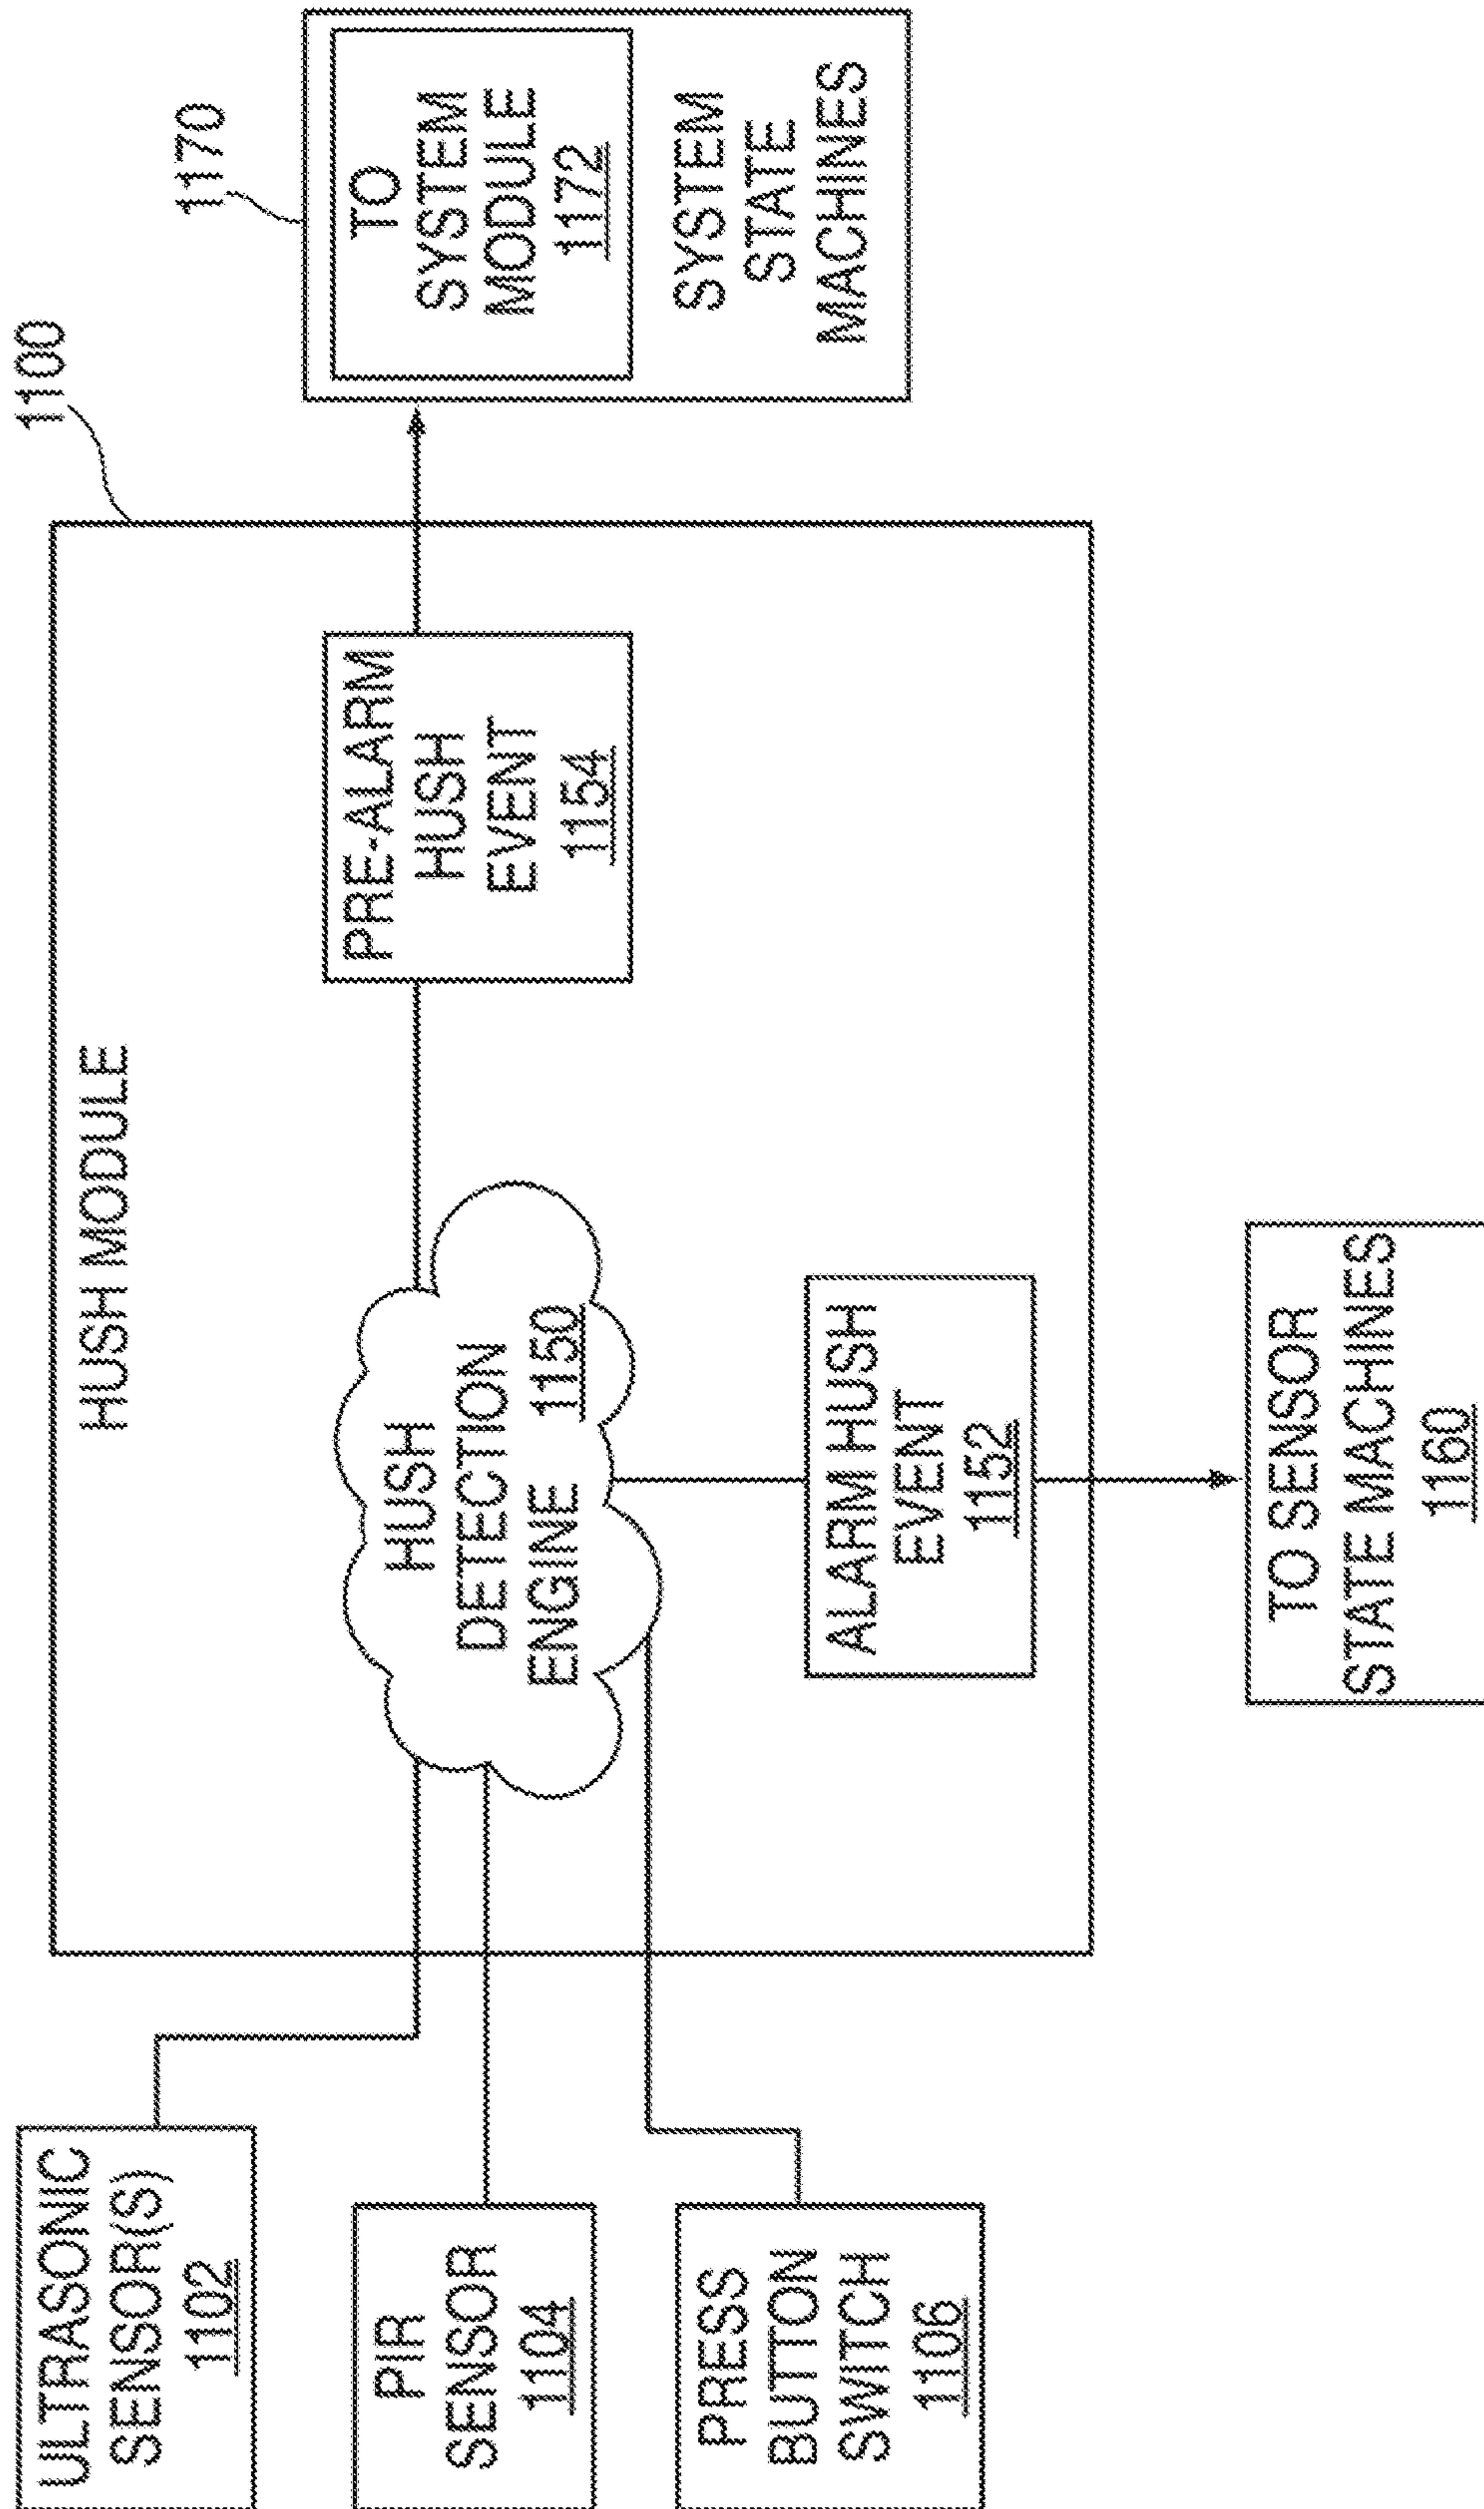 1100
1170
HUSH MODULE
ULTRASONIC
SENSOR(S)
1102
PIR
SENSOR
1104
PRESS
BUTTON
SWITCH
1106
HUSH
DETECTION
ENGINE 1150
PRE-ALARM
HUSH
EVENT
1154
ALARM HUSH
EVENT
1152
TO
SYSTEM
MODULE
1172
SYSTEM
STATE
MACHINES
TO SENSOR
STATE MACHINES
1160